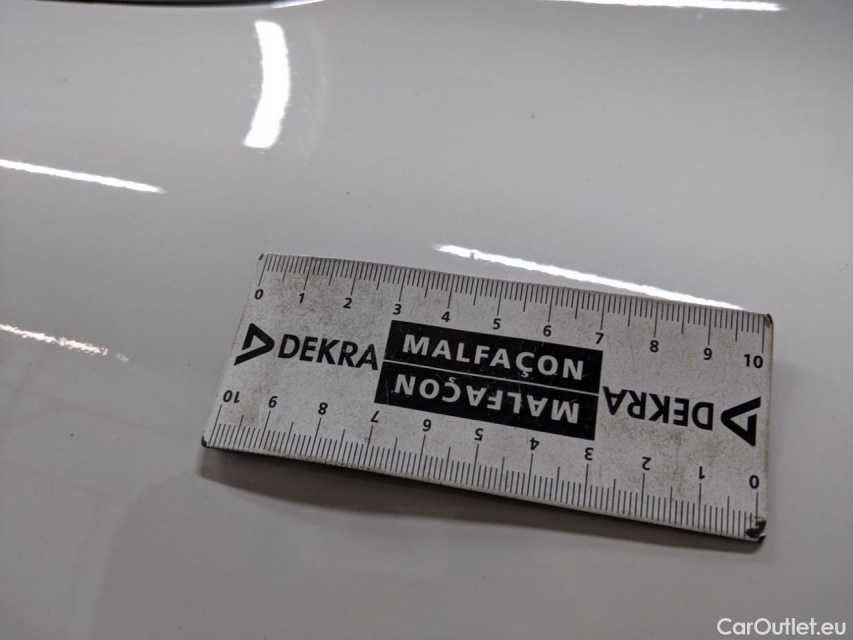 0 1 2 3 4 5 6 7 8 9 10
DEKRA MALFAÇON
MALFAÇON DEKRA
10 9 8 7 6 5 4 3 2 1 0
CarOutlet.eu